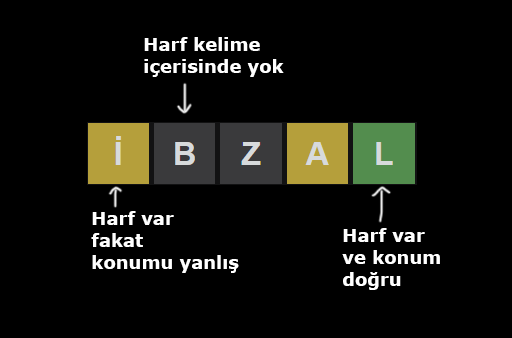 Harf kelime
içerisinde yok
İ B Z A L
Harf var
fakat
konumu yanlış
Harf var
ve konum
doğru